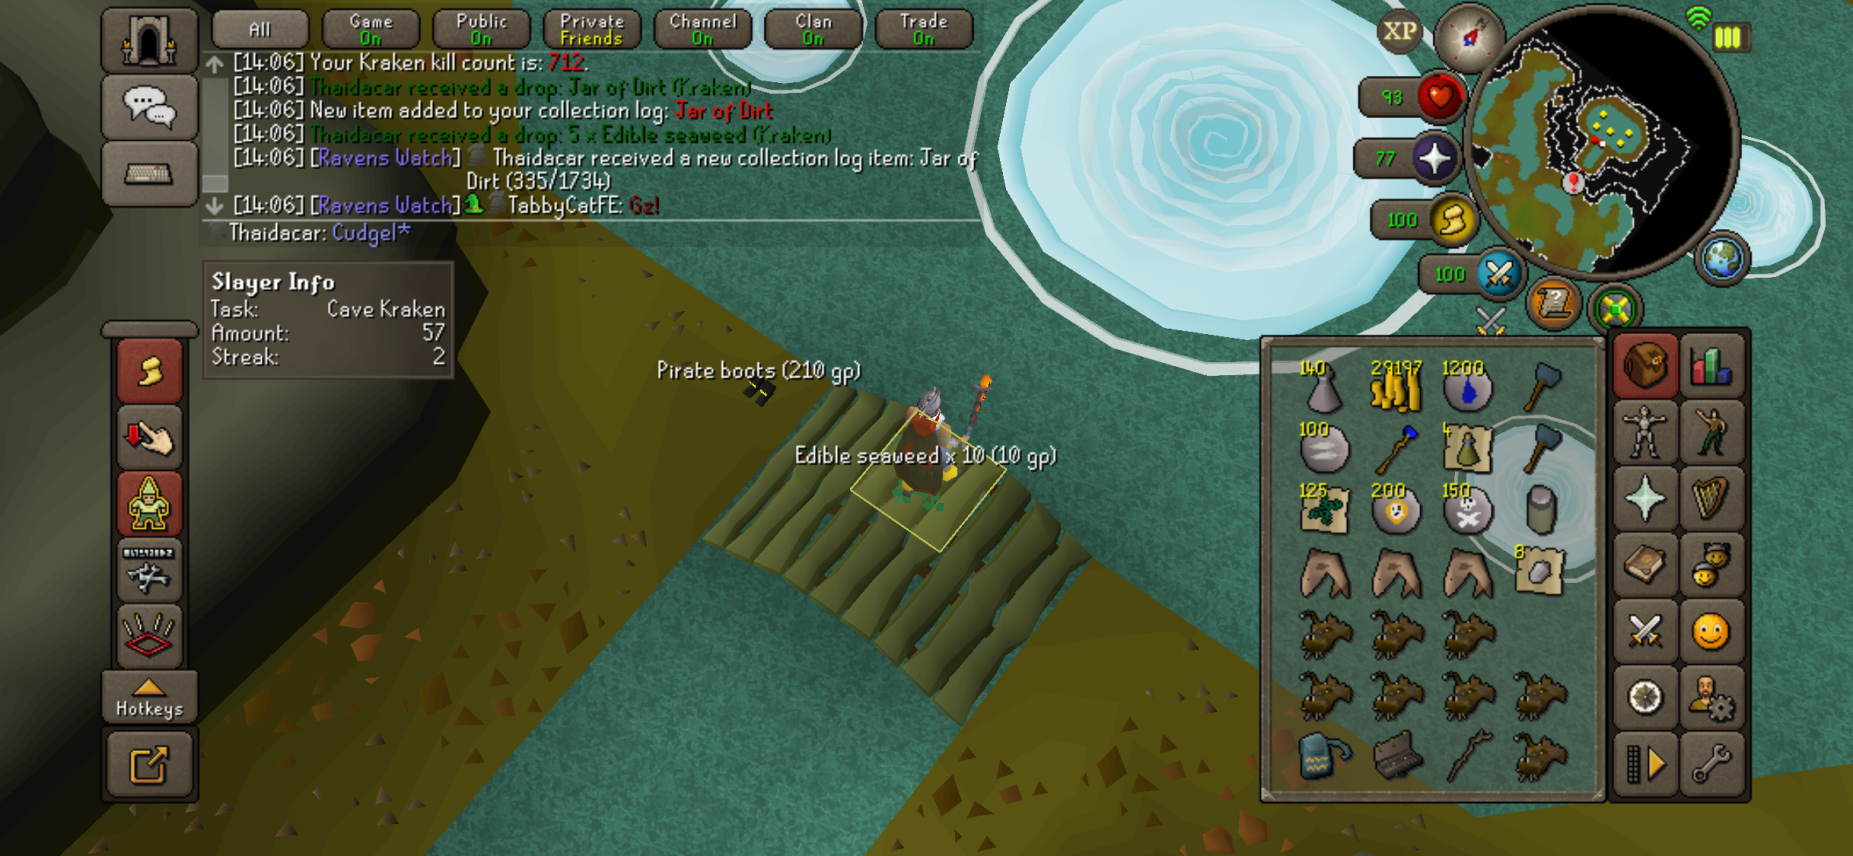 All
Game
On
Public
On
Private
Friends
Channel
On
Clan
On
Trade
On
XP
[14:06] Your Kraken kill count is: 712.
[14:06] Thaidacar received a drop: Jar of Dirt (Kraken)
[14:06] New item added to your collection log: Jar of Dirt
[14:06] Thaidacar received a drop: 5 x Edible seaweed (Kraken)
[14:06] [Ravens Watch] Thaidacar received a new collection log item: Jar of
Dirt (335/1734)
[14:06] [Ravens Watch] TabbyCatFE: Gz!
Thaidacar: Cudgel*
93
77
100
100
Slayer Info
Task: Cave Kraken
Amount: 57
Streak: 2
Pirate boots (210 gp)
Edible seaweed x 10 (10 gp)
140
29197
1200
100
4
125
200
150
8
Hotkeys